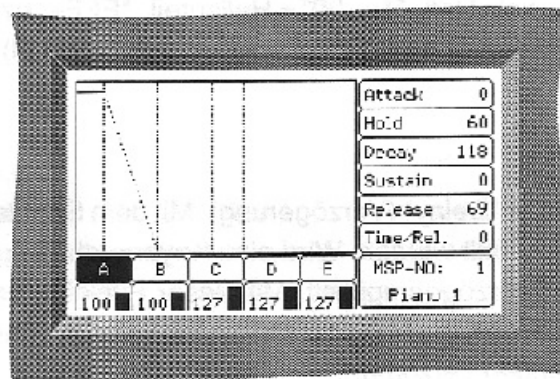 Attack 0
Hold 60
Decay 118
Sustain 0
Release 69
Time/Rel. 0
A B C D E MSP-NO: 1
100 100 127 127 127 Piano 1